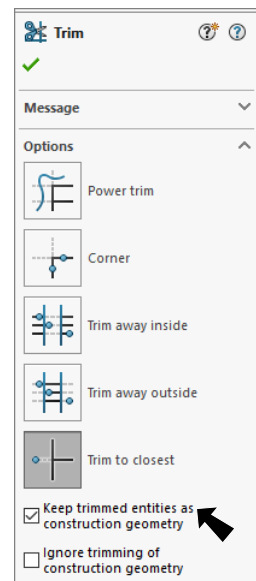 Trim
Message
Options
Power trim
Corner
Trim away inside
Trim away outside
Trim to closest
Keep trimmed entities as
construction geometry
Ignore trimming of
construction geometry